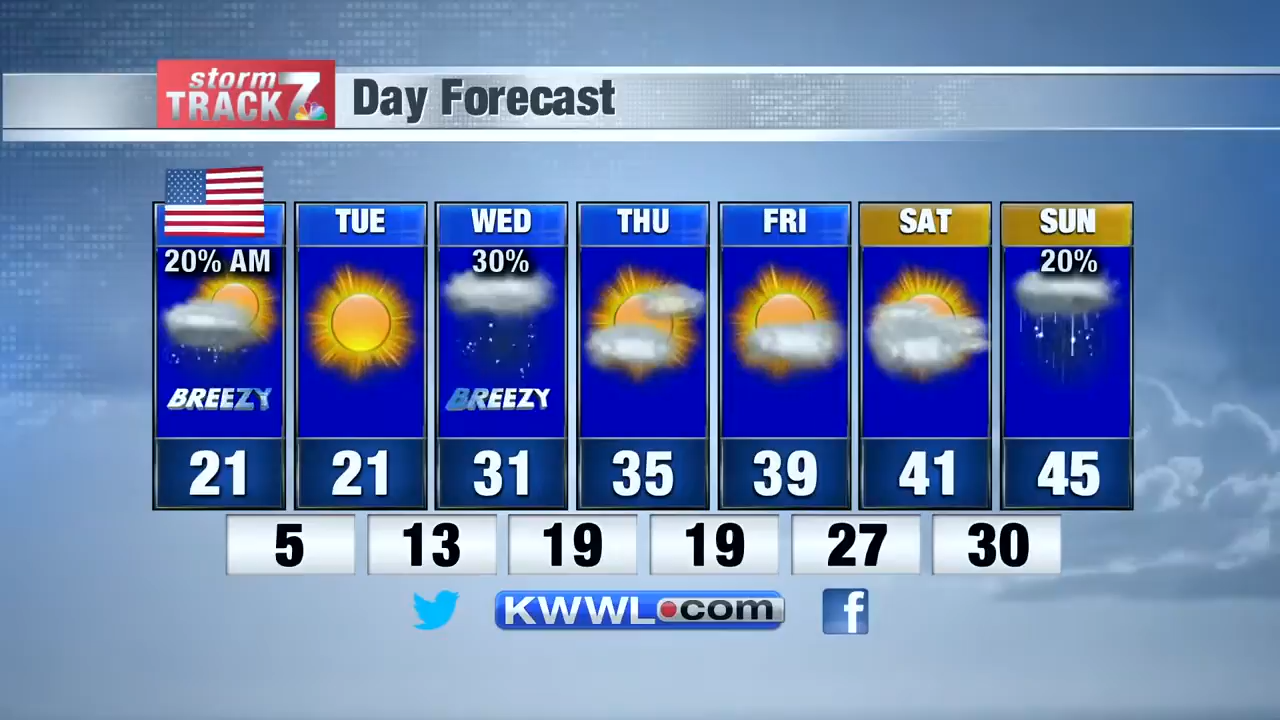 storm
TRACK 7 Day Forecast
TUE WED THU FRI SAT SUN
20% AM 30% 20%
BREEZY BREEZY
21 21 31 35 39 41 45
5 13 19 19 27 30
KWWL.com f